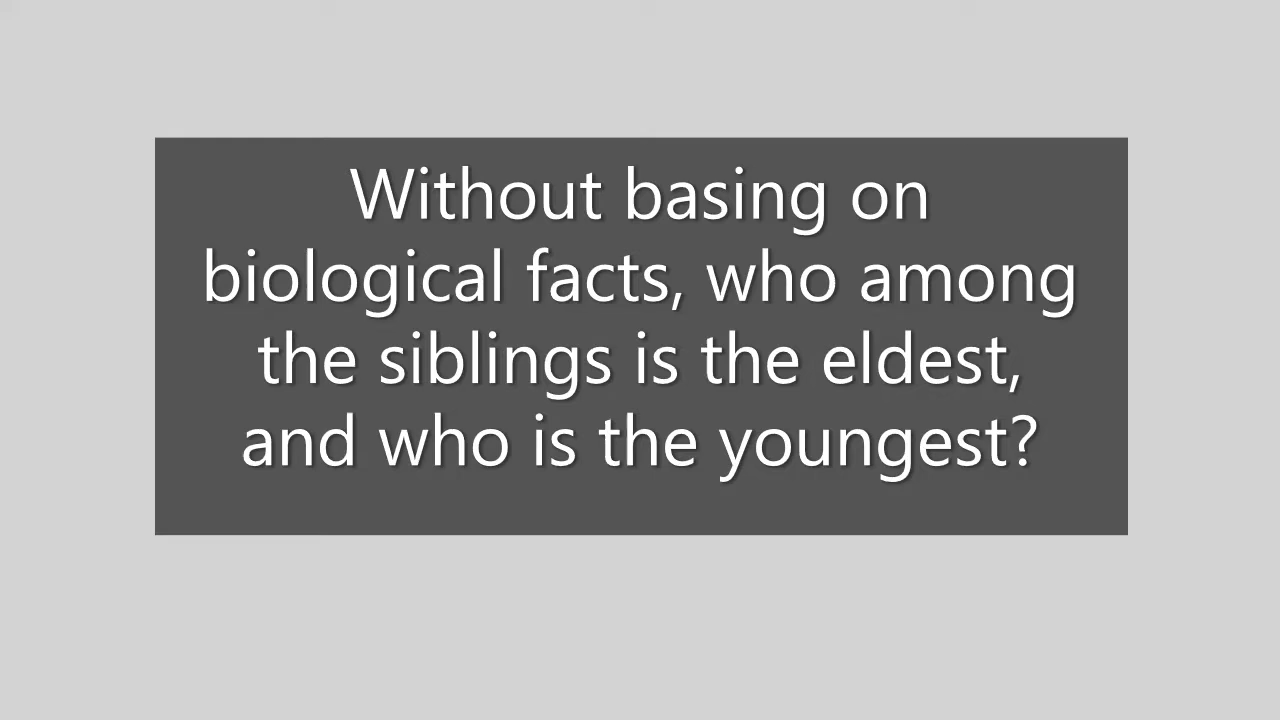 Without basing on
biological facts, who among
the siblings is the eldest,
and who is the youngest?